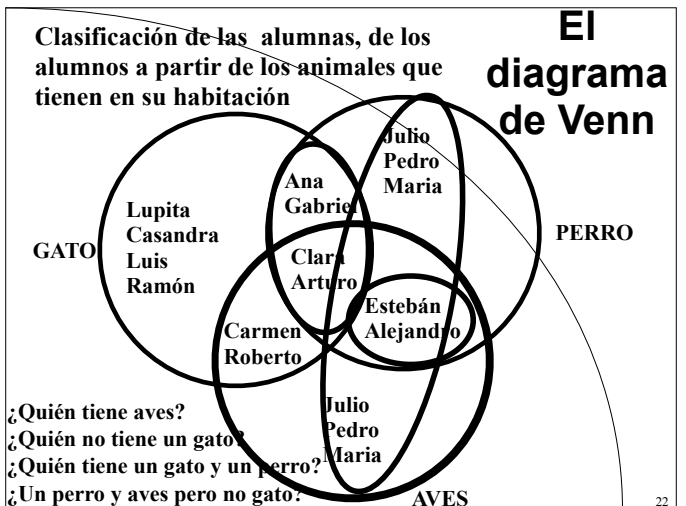 Clasificación de las alumnas, de los
alumnos a partir de los animales que
tienen en su habitación
El
diagrama
de Venn
Julio
Pedro
Maria
Ana
Gabriel
Lupita
Casandra
Luis
Ramón
GATO
PERRO
Clara
Arturo
Estebán
Alejandro
Carmen
Roberto
Julio
Pedro
Maria
¿Quién tiene aves?
¿Quién no tiene un gato?
¿Quién tiene un gato y un perro?
¿Un perro y aves pero no gato?
AVES
22